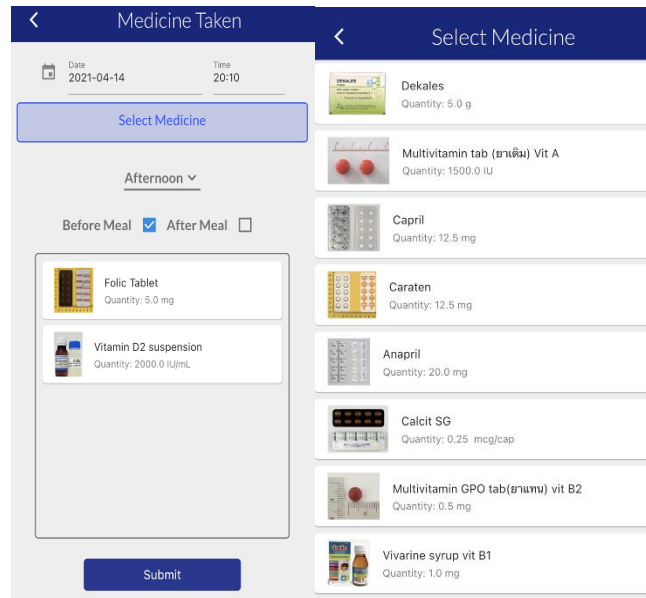 Medicine Taken
Date
2021-04-14
Time
20:10
Select Medicine
Afternoon
Before Meal
After Meal
Folic Tablet
Quantity: 5.0 mg
Vitamin D2 suspension
Quantity: 2000.0 IU/mL
Submit
Select Medicine
DEKALES
Dekales
Quantity: 5.0 g
Multivitamin tab (ยาเดิม) Vit A
Quantity: 1500.0 IU
Capril
Quantity: 12.5 mg
Caraten
Quantity: 12.5 mg
Anapril
Quantity: 20.0 mg
Calcit SG
Quantity: 0.25 mcg/cap
Multivitamin GPO tab(ยาแทน) vit B2
Quantity: 0.5 mg
Vivarine syrup vit B1
Quantity: 1.0 mg